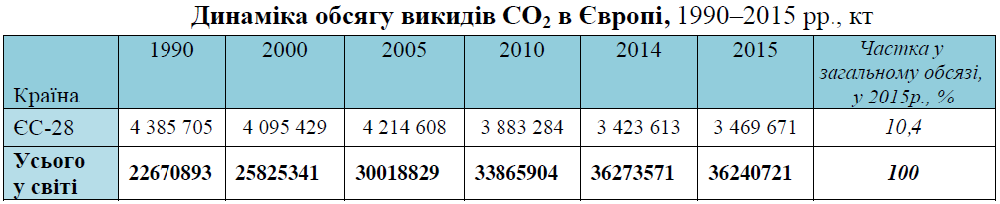 Динаміка обсягу викидів CO₂ в Європі, 1990–2015 рр., кт
Країна 1990 2000 2005 2010 2014 2015 Частка у
загальному обсязі,
у 2015р., %
ЄС-28 4 385 705 4 095 429 4 214 608 3 883 284 3 423 613 3 469 671 10,4
Усього
у світі 22670893 25825341 30018829 33865904 36273571 36240721 100